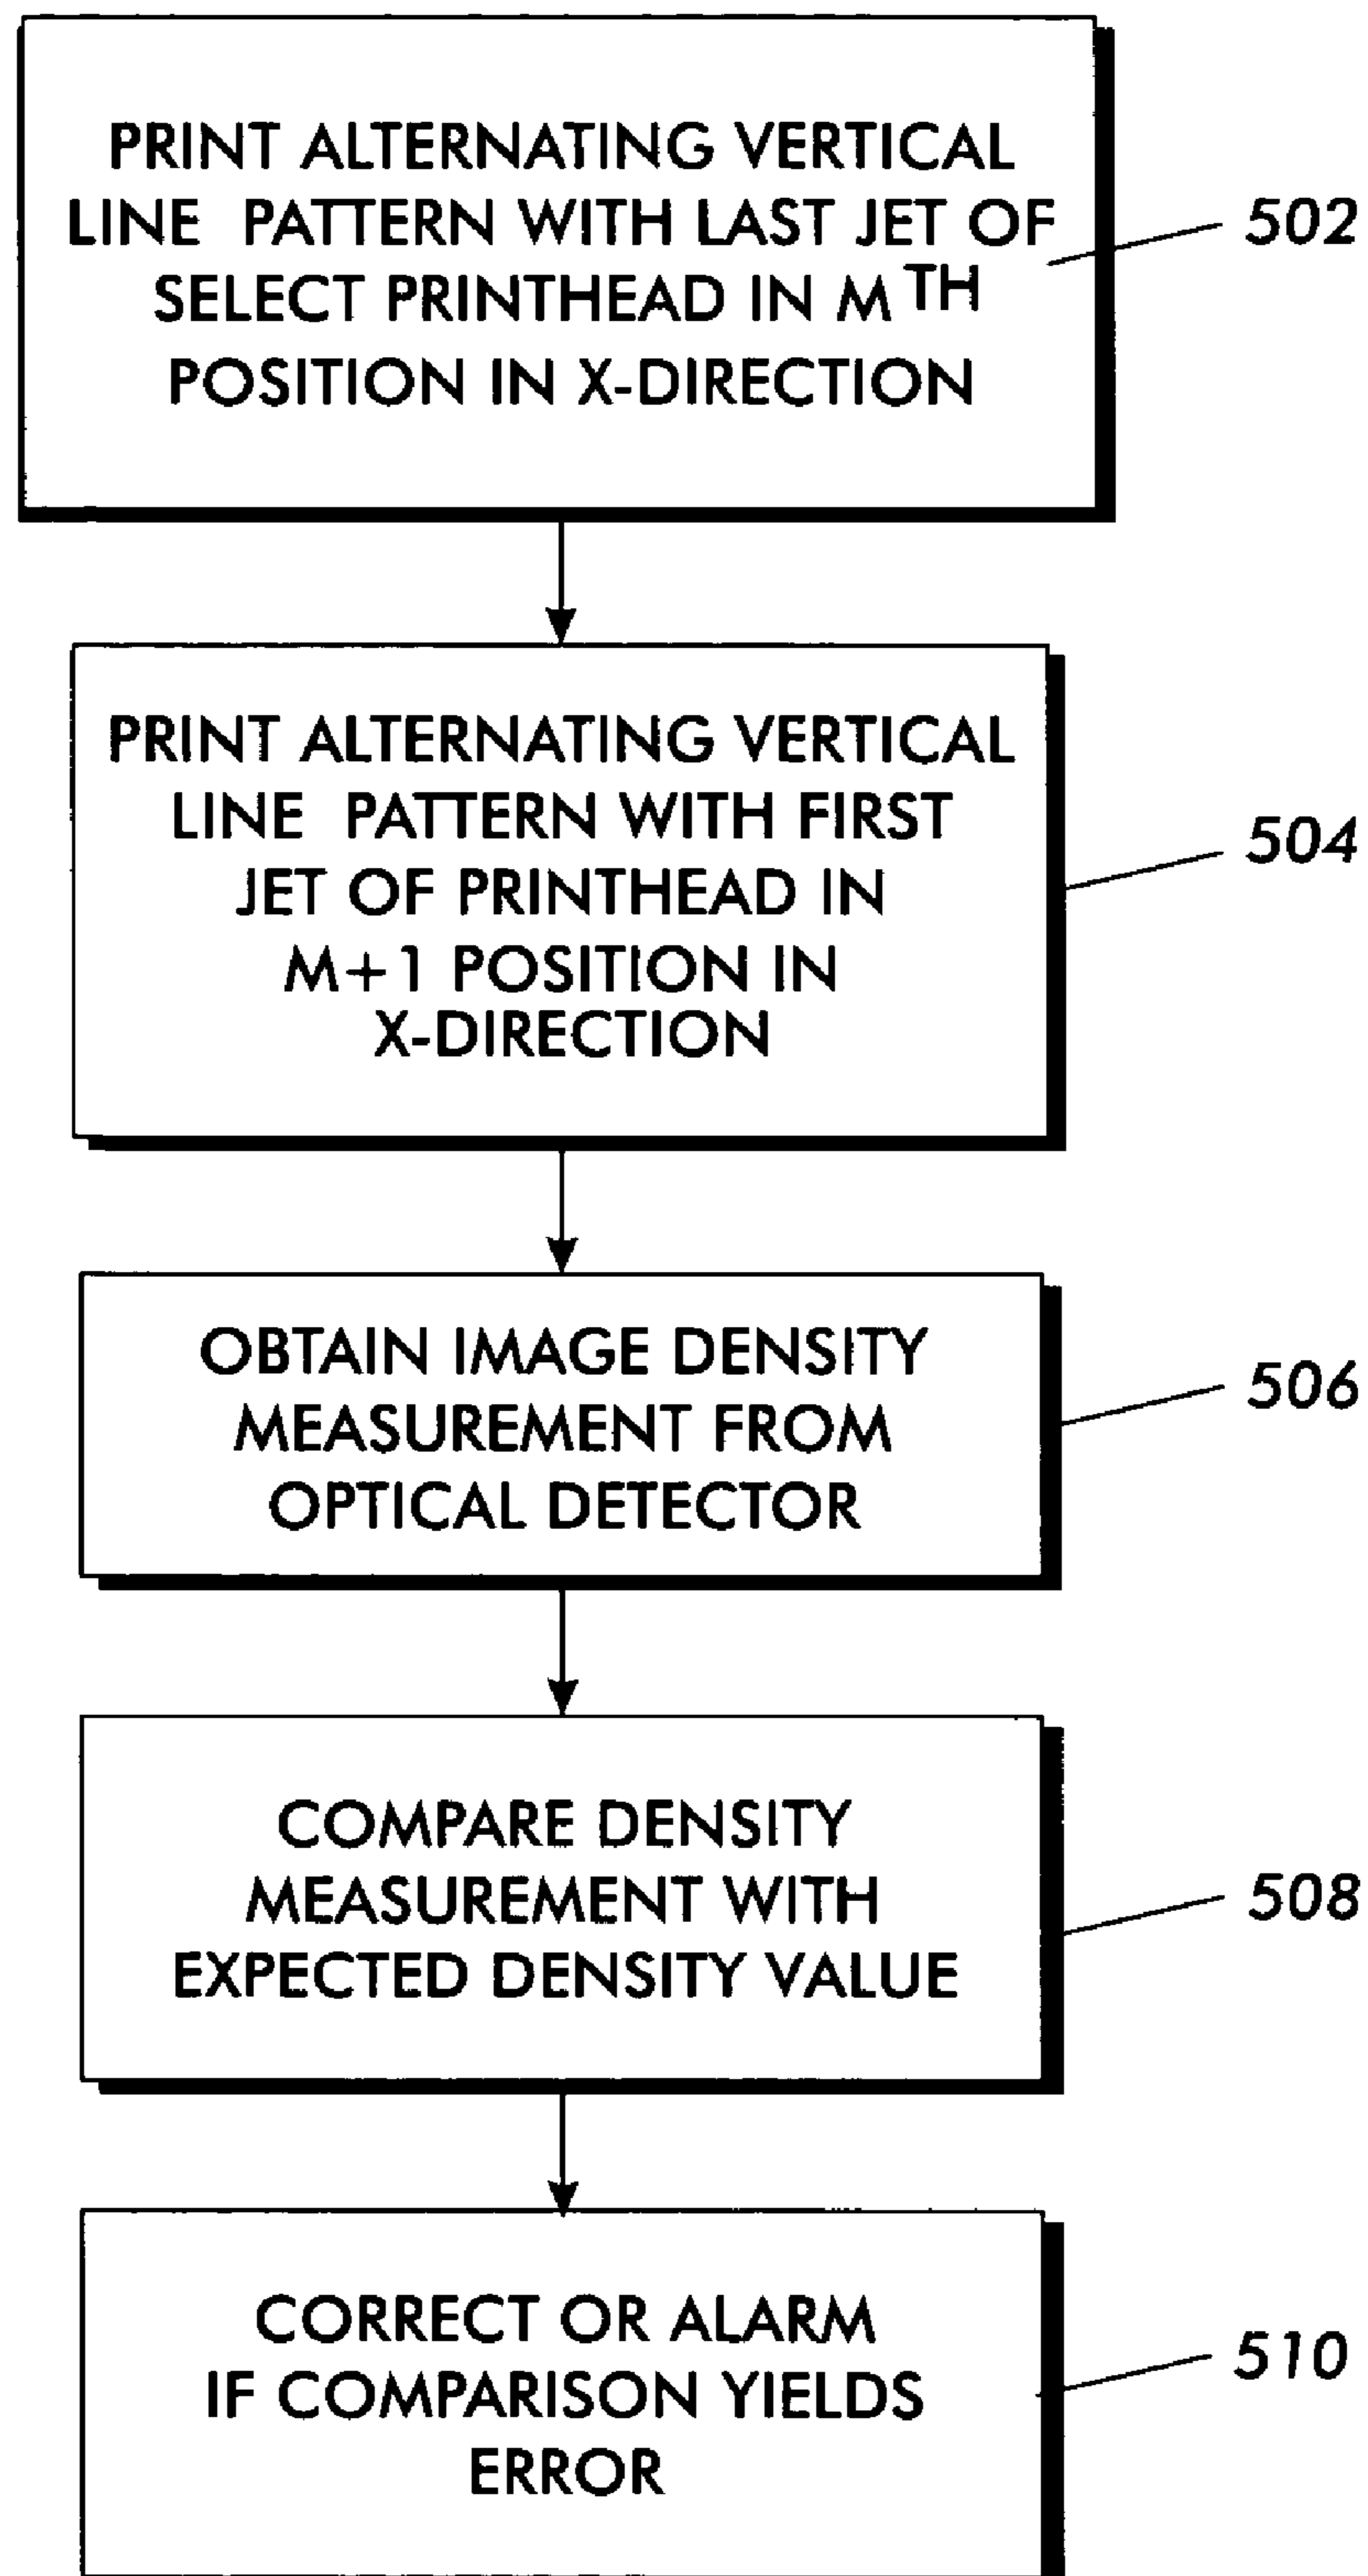 PRINT ALTERNATING VERTICAL
LINE PATTERN WITH LAST JET OF
SELECT PRINTHEAD IN M TH
POSITION IN X-DIRECTION
502
PRINT ALTERNATING VERTICAL
LINE PATTERN WITH FIRST
JET OF PRINTHEAD IN
M+1 POSITION IN
X-DIRECTION
504
OBTAIN IMAGE DENSITY
MEASUREMENT FROM
OPTICAL DETECTOR
506
COMPARE DENSITY
MEASUREMENT WITH
EXPECTED DENSITY VALUE
508
CORRECT OR ALARM
IF COMPARISON YIELDS
ERROR
510